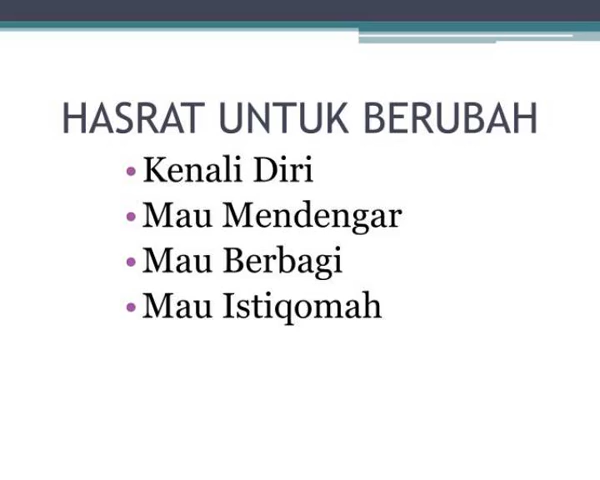 HASRAT UNTUK BERUBAH
•Kenali Diri
•Mau Mendengar
•Mau Berbagi
•Mau Istiqomah